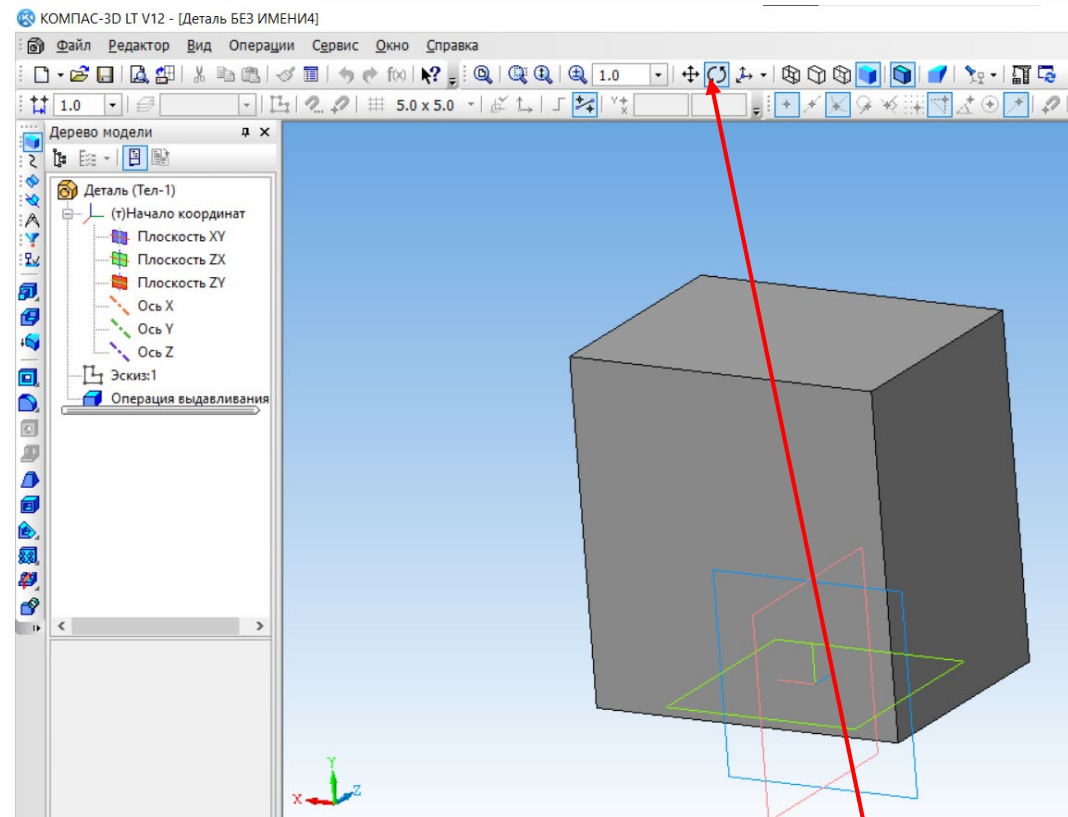 КОМПАС-3D LT V12 - [Деталь БЕЗ ИМЕНИ4]
Файл Редактор Вид Операции Сервис Окно Справка
f(x) 1.0
1.0 5.0 x 5.0
Дерево модели
Деталь (Тел-1)
(т)Начало координат
Плоскость XY
Плоскость ZX
Плоскость ZY
Ось X
Ось Y
Ось Z
Эскиз:1
Операция выдавливания
Y
X
Z